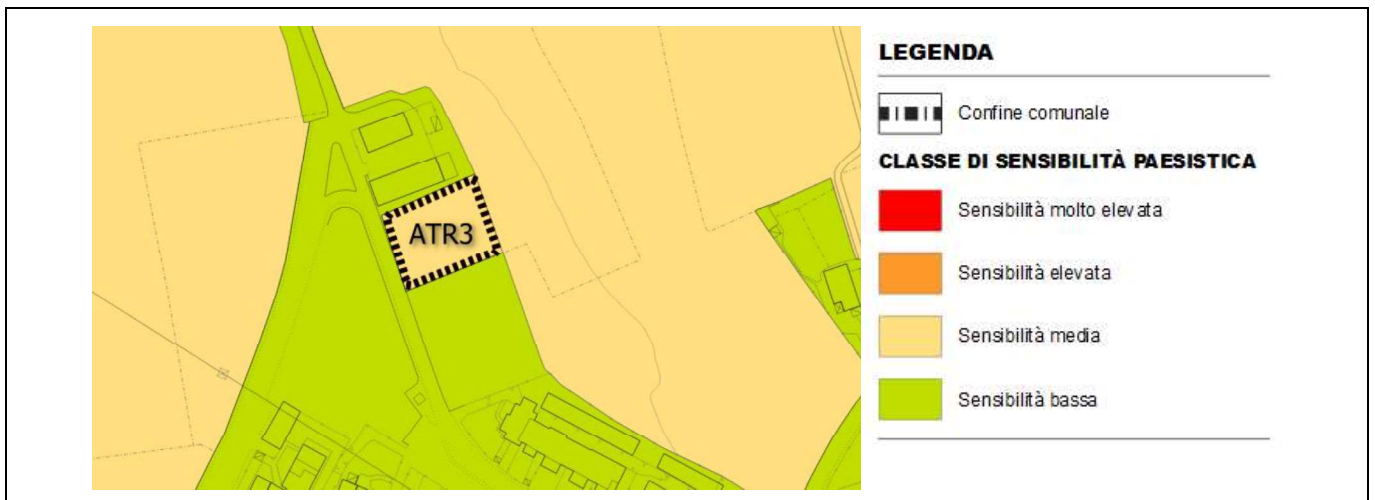 ATR3
LEGENDA
Confine comunale
CLASSE DI SENSIBILITÀ PAESISTICA
Sensibilità molto elevata
Sensibilità elevata
Sensibilità media
Sensibilità bassa